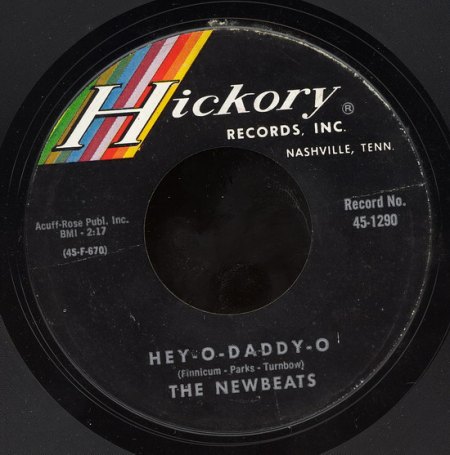 Hickory ®
RECORDS, INC.
NASHVILLE, TENN.
Acuff-Rose Publ. Inc.
BMI - 2:17
(45-F-670)
Record No.
45-1290
HEY-O-DADDY-O
(Finnicum - Parks - Turnbow)
THE NEWBEATS